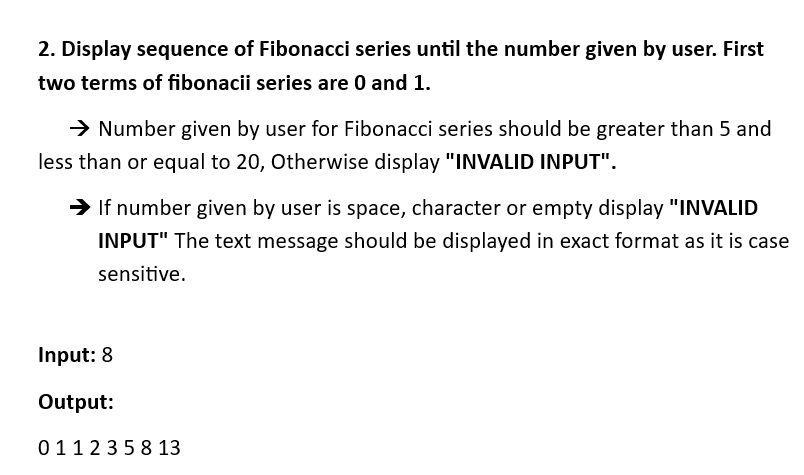 2. Display sequence of Fibonacci series until the number given by user. First
two terms of fibonacii series are 0 and 1.
→ Number given by user for Fibonacci series should be greater than 5 and
less than or equal to 20, Otherwise display "INVALID INPUT".
➔ If number given by user is space, character or empty display "INVALID
INPUT" The text message should be displayed in exact format as it is case
sensitive.
Input: 8
Output:
0 1 1 2 3 5 8 13